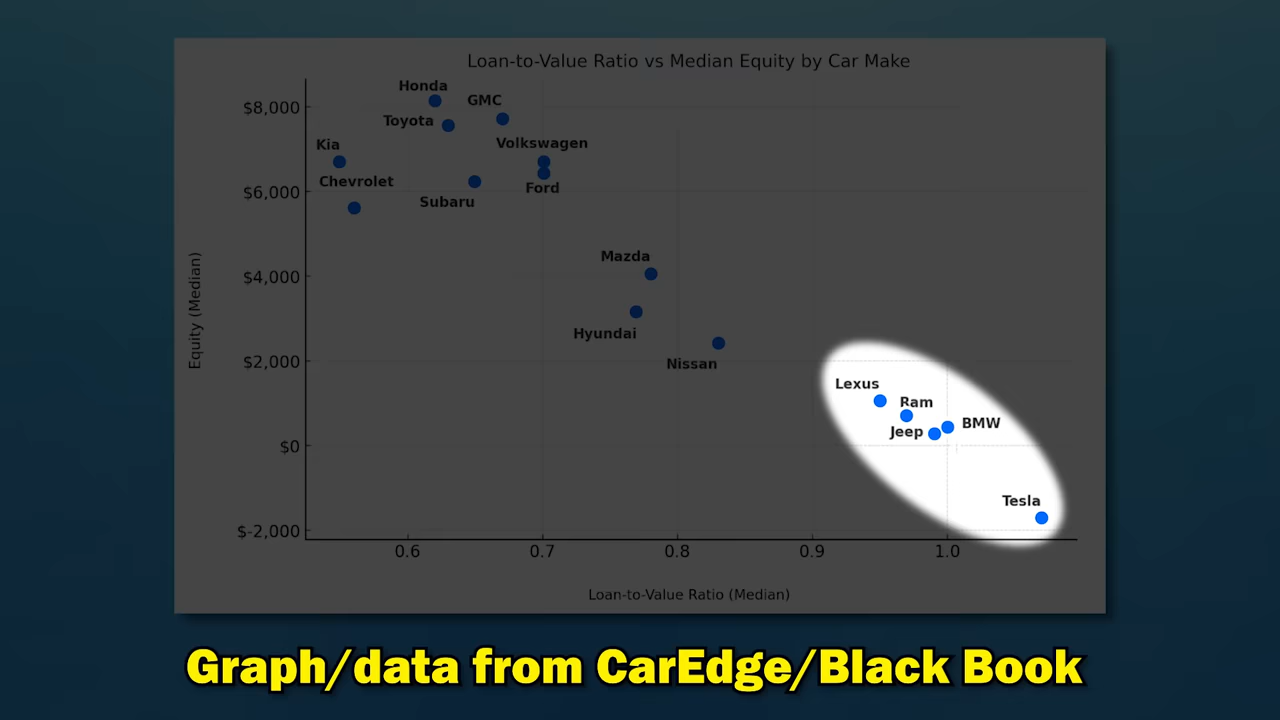 Loan-to-Value Ratio vs Median Equity by Car Make
Honda
GMC
$8,000
Toyota
Volkswagen
Kia
Chevrolet
$6,000
Ford
Subaru
Mazda
Equity (Median)
$4,000
Hyundai
Nissan
$2,000
Lexus
Ram
BMW
Jeep
$0
Tesla
$-2,000
0.6 0.7 0.8 0.9 1.0
Loan-to-Value Ratio (Median)
Graph/data from CarEdge/Black Book